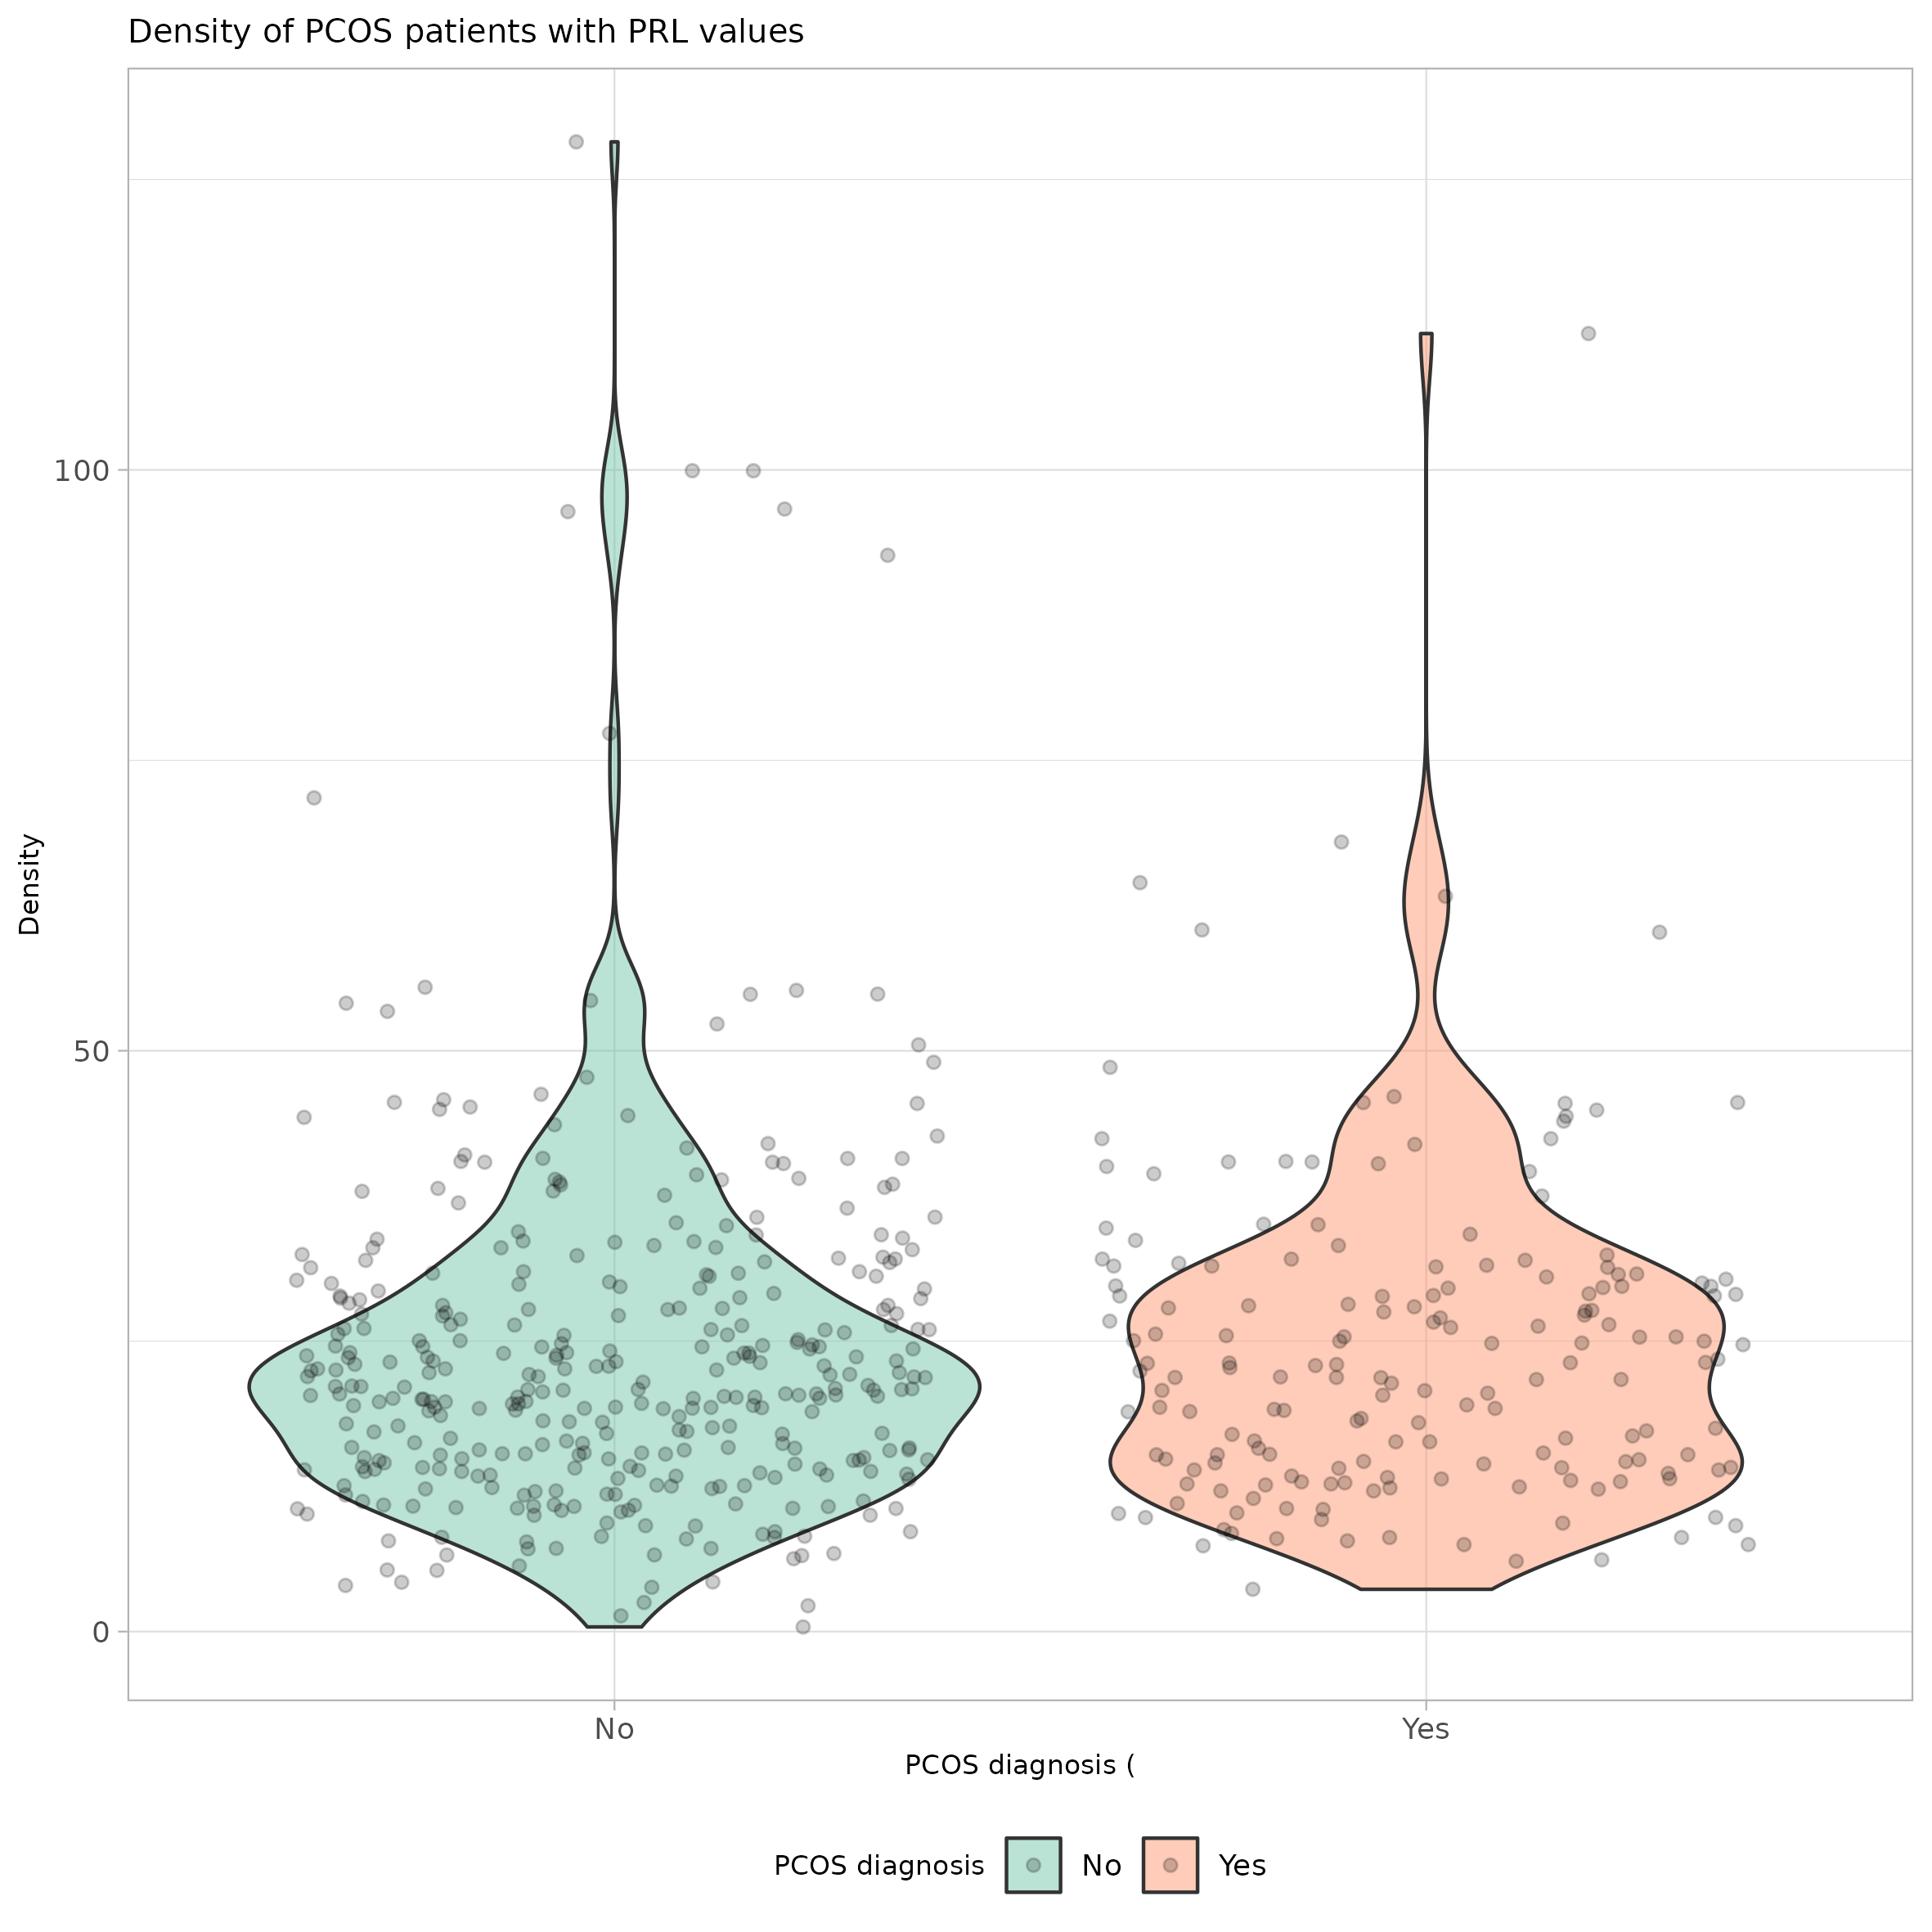 Density of PCOS patients with PRL values
100
50
0
Density
No
Yes
PCOS diagnosis (
PCOS diagnosis No Yes